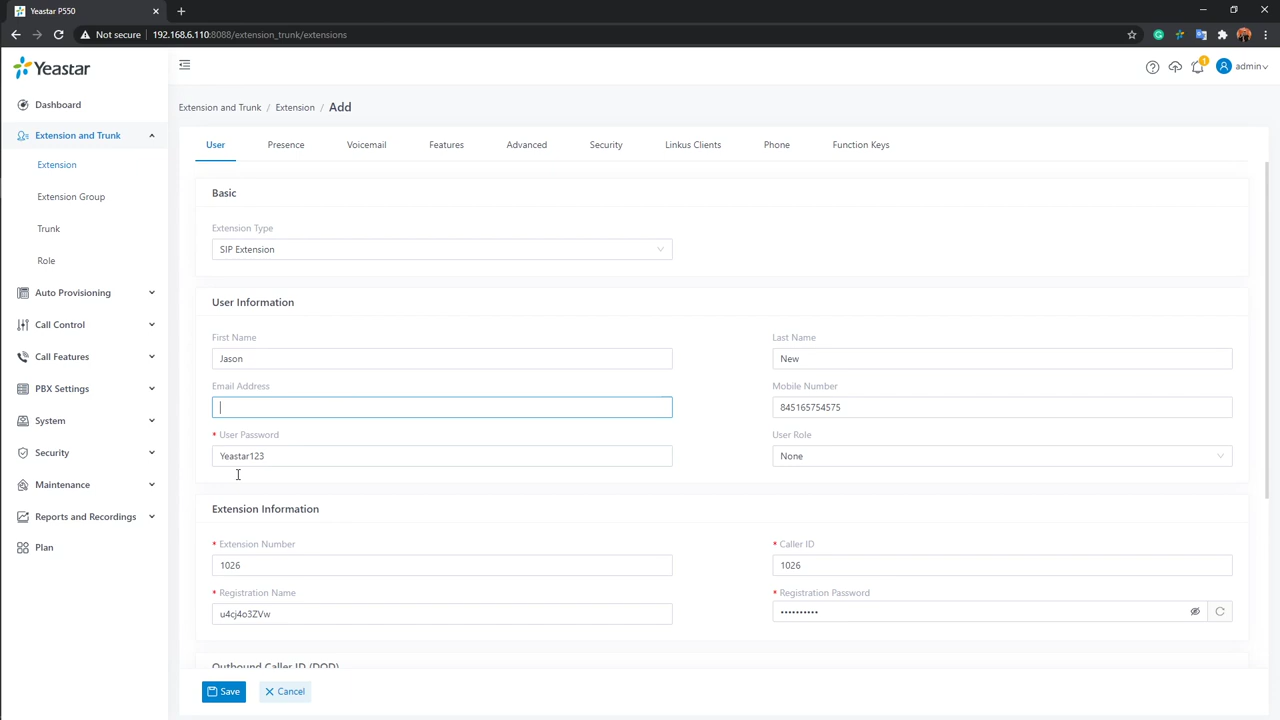 Yeastar P550
Not secure 192.168.6.110:8088/extension_trunk/extensions
Yeastar
1
admin
Extension and Trunk / Extension / Add
Dashboard
Extension and Trunk
Extension
Extension Group
Trunk
Role
Auto Provisioning
Call Control
Call Features
PBX Settings
System
Security
Maintenance
Reports and Recordings
Plan
User Presence Voicemail Features Advanced Security Linkus Clients Phone Function Keys
Basic
Extension Type
SIP Extension
User Information
First Name Last Name
Jason New
Email Address Mobile Number
845165754575
* User Password User Role
Yeastar123 None
Extension Information
* Extension Number * Caller ID
1026 1026
* Registration Name * Registration Password
u4cj4o3ZVw ••••••••••
Outbound Caller ID (DOD)
Save Cancel